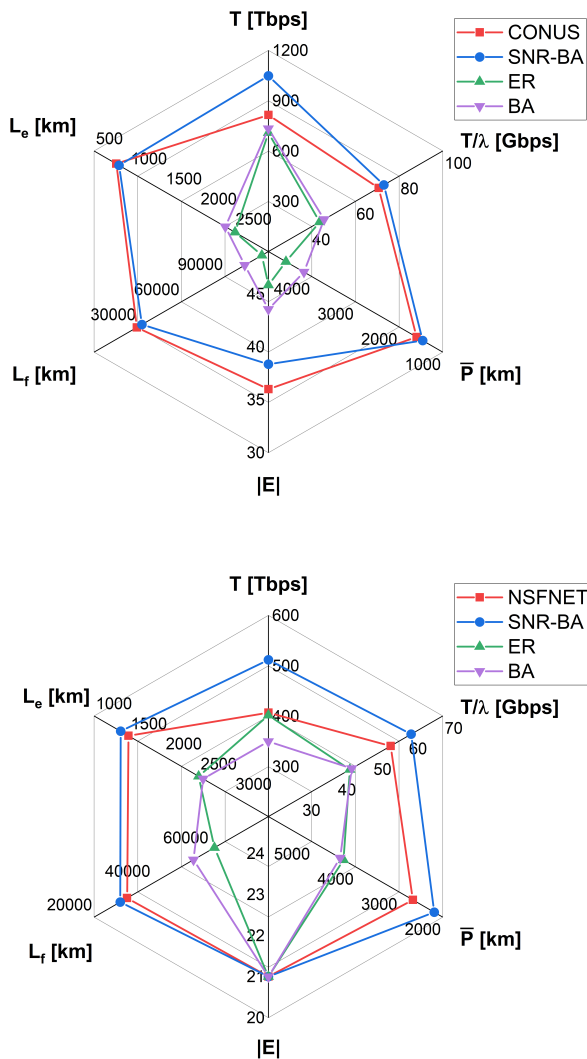 T [Tbps]
1200
CONUS
SNR-BA
ER
BA
900
L_e [km]
500
T/λ [Gbps]
100
1000
600
80
1500
60
2000
300
2500
40
90000
4000
45
60000
3000
30000
40
2000
1000
L_f [km]
P̅ [km]
35
30
|E|
T [Tbps]
600
NSFNET
SNR-BA
ER
BA
500
L_e [km]
1000
T/λ [Gbps]
70
1500
400
60
2000
50
2500
300
40
3000
30
60000
24
5000
40000
4000
23
3000
20000
22
2000
L_f [km]
P̅ [km]
21
20
|E|